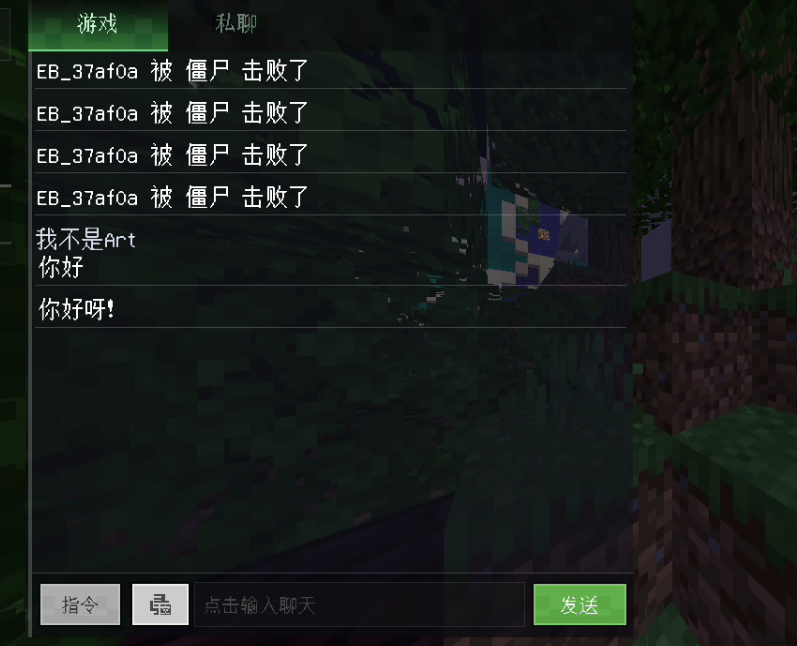 游戏 私聊
EB_37af0a 被 僵尸 击败了
EB_37af0a 被 僵尸 击败了
EB_37af0a 被 僵尸 击败了
EB_37af0a 被 僵尸 击败了
我不是Art
你好
你好呀!
指令 点击输入聊天 发送